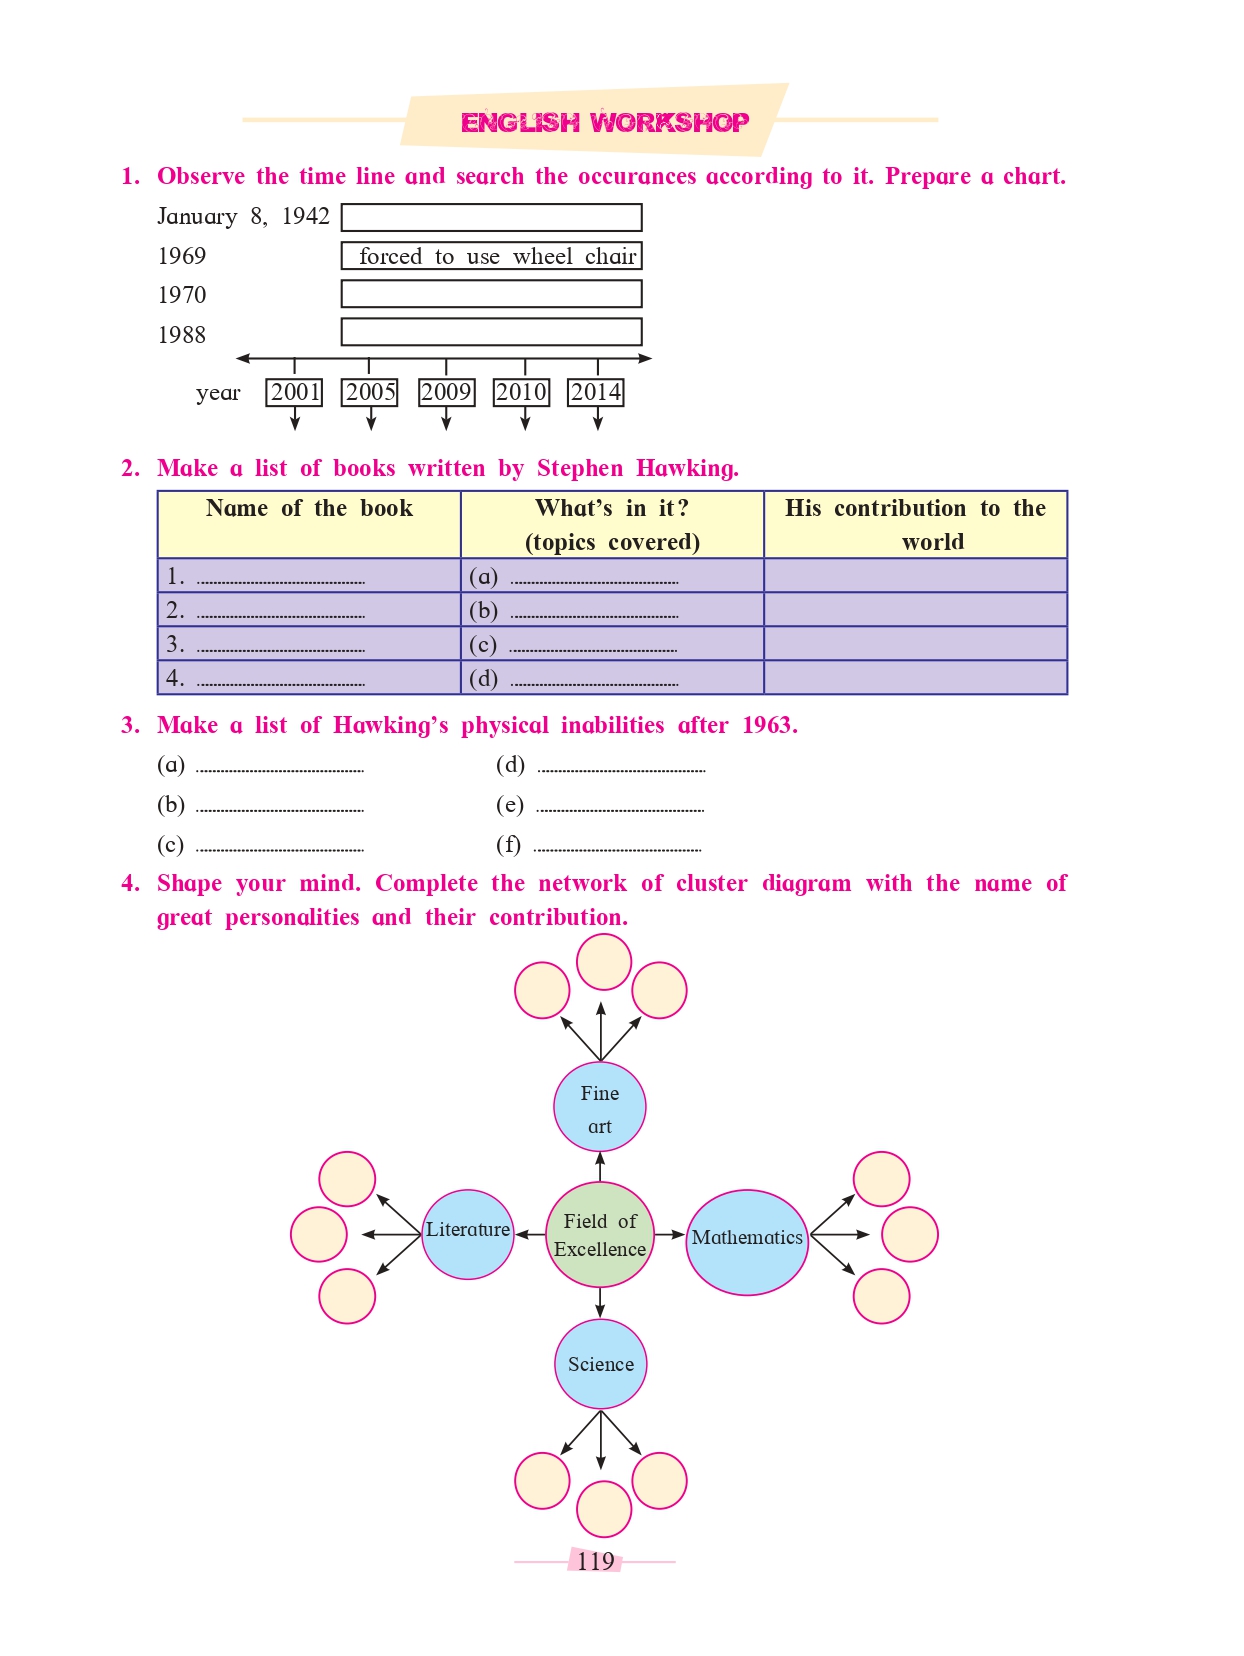 ENGLISH WORKSHOP
1. Observe the time line and search the occurances according to it. Prepare a chart.
January 8, 1942
1969 forced to use wheel chair
1970
1988
year 2001 2005 2009 2010 2014
2. Make a list of books written by Stephen Hawking.
Name of the book What's in it? His contribution to the
(topics covered) world
1. .......................................... (a) ..........................................
2. .......................................... (b) ..........................................
3. .......................................... (c) ..........................................
4. .......................................... (d) ..........................................
3. Make a list of Hawking's physical inabilities after 1963.
(a) .......................................... (d) ..........................................
(b) .......................................... (e) ..........................................
(c) .......................................... (f) ..........................................
4. Shape your mind. Complete the network of cluster diagram with the name of
great personalities and their contribution.
Fine
art
Literature
Field of
Excellence
Mathematics
Science
119